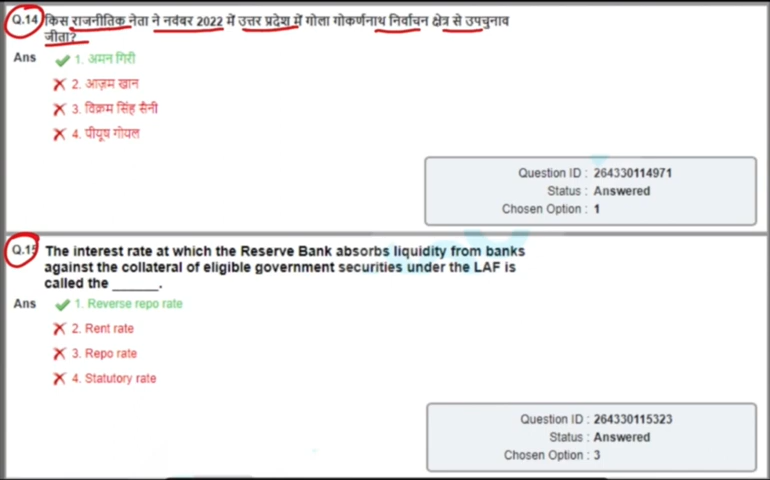 Q.14 किस राजनीतिक नेता ने नवंबर 2022 में उत्तर प्रदेश में गोला गोकर्णनाथ निर्वाचन क्षेत्र से उपचुनाव
जीता?
Ans 1. अमन गिरी
2. आज़म खान
3. विक्रम सिंह सैनी
4. पीयूष गोयल
Question ID : 264330114971
Status : Answered
Chosen Option : 1
Q.15 The interest rate at which the Reserve Bank absorbs liquidity from banks
against the collateral of eligible government securities under the LAF is
called the ______.
Ans 1. Reverse repo rate
2. Rent rate
3. Repo rate
4. Statutory rate
Question ID : 264330115323
Status : Answered
Chosen Option : 3